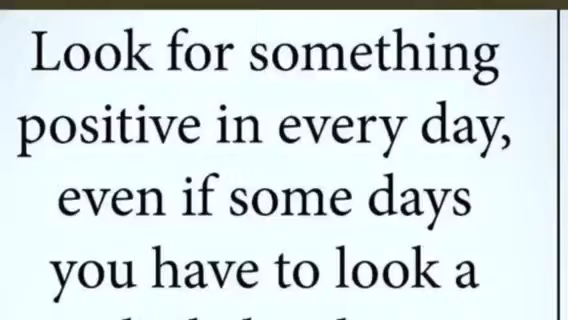 Look for something
positive in every day,
even if some days
you have to look a